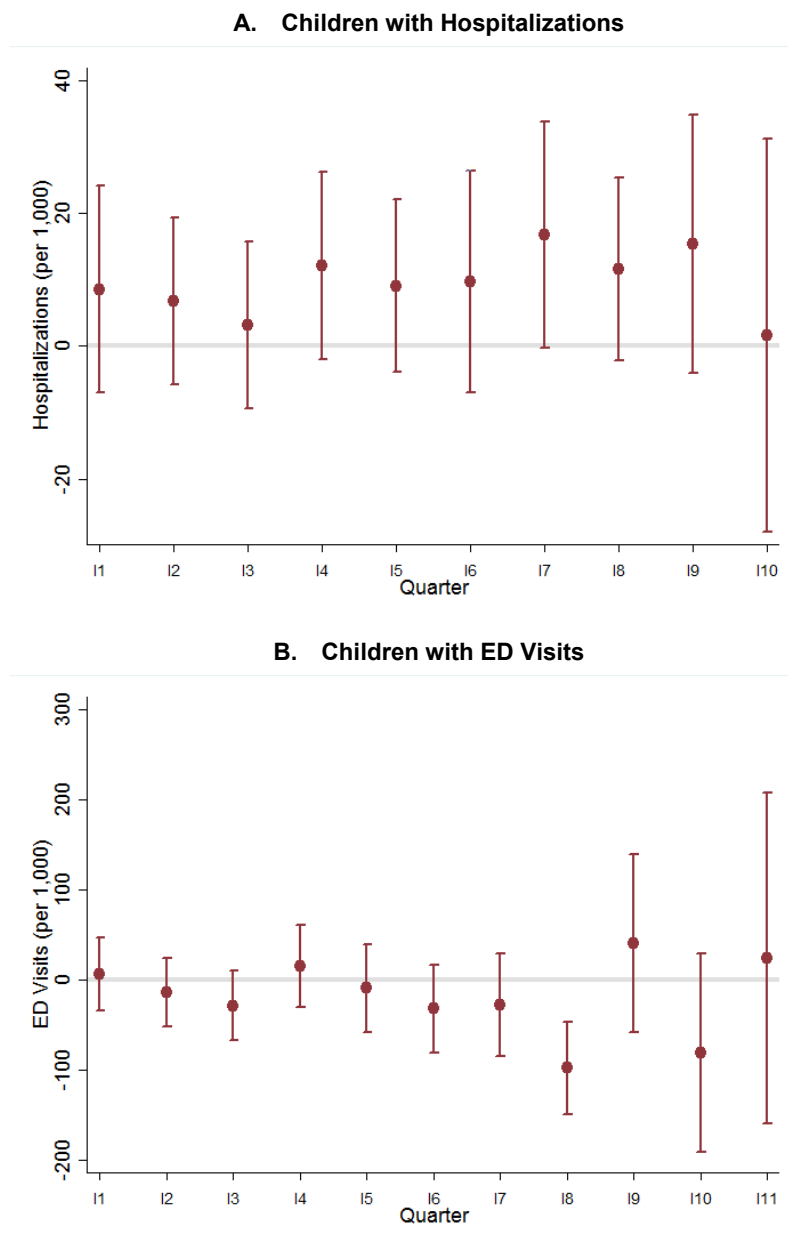 A. Children with Hospitalizations
40
20
0
-20
Hospitalizations (per 1,000)
I1 I2 I3 I4 I5 I6 I7 I8 I9 I10
Quarter
B. Children with ED Visits
300
200
100
0
-100
-200
ED Visits (per 1,000)
I1 I2 I3 I4 I5 I6 I7 I8 I9 I10 I11
Quarter